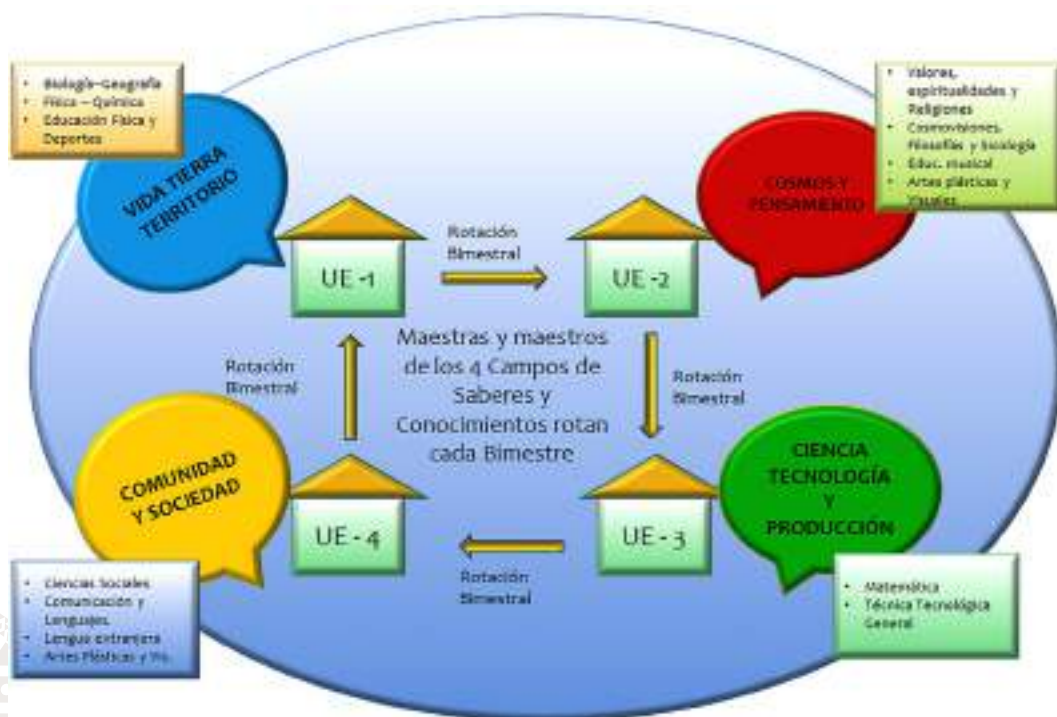 • Biología-Geografía
• Física – Química
• Educación Física y
Deportes
VIDA TIERRA
TERRITORIO
• Valores,
espiritualidades y
Religiones
• Cosmovisiones,
Filosofías y Sicología
• Educ. musical
• Artes plásticas y
Visuales
COSMOS Y
PENSAMIENTO
UE -1
Rotación
Bimestral
UE -2
Maestras y maestros
de los 4 Campos de
Saberes y
Conocimientos rotan
cada Bimestre
Rotación
Bimestral
Rotación
Bimestral
COMUNIDAD
Y SOCIEDAD
UE - 4
Rotación
Bimestral
UE - 3
CIENCIA
TECNOLOGÍA
Y
PRODUCCIÓN
• Ciencias Sociales
• Comunicación y
Lenguajes.
• Lengua extranjera
• Artes Plásticas y Vis.
• Matemática
• Técnica Tecnológica
General